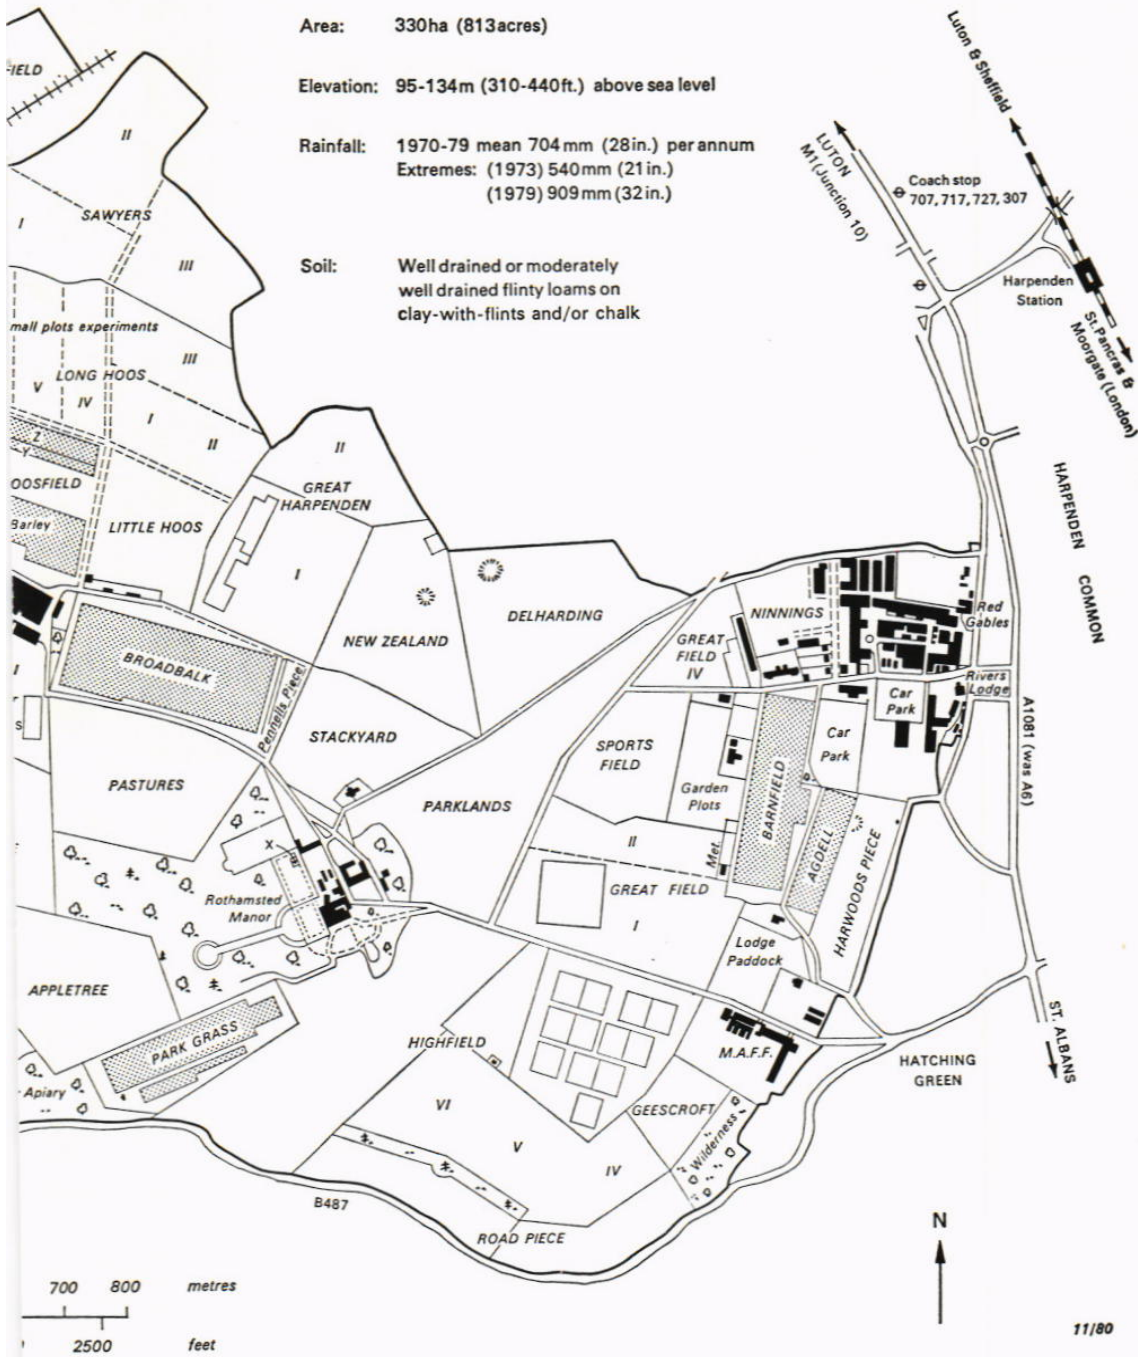 Area: 330ha (813acres)
Elevation: 95-134m (310-440ft.) above sea level
Rainfall: 1970-79 mean 704mm (28in.) per annum
Extremes: (1973) 540mm (21in.)
(1979) 909mm (32in.)
Soil: Well drained or moderately
well drained flinty loams on
clay-with-flints and/or chalk
Luton & Sheffield
LUTON
M1(Junction 10)
Coach stop
707, 717, 727, 307
Harpenden
Station
St. Pancras &
Moorgate (London)
HARPENDEN COMMON
A1081 (was A6)
ST. ALBANS
HATCHING
GREEN
FIELD
II
SAWYERS
I
III
mall plots experiments
III
LONG HOOS
V
IV
I
II
Z
Y
OOSFIELD
Barley
LITTLE HOOS
II
GREAT
HARPENDEN
I
NEW ZEALAND
DELHARDING
BROADBALK
Pennells Piece
STACKYARD
I
S
PASTURES
PARKLANDS
GREAT
FIELD
IV
NINNINGS
Red
Gables
Rivers
Lodge
Car
Park
Car
Park
SPORTS
FIELD
Garden
Plots
BARNFIELD
AGDELL
HARWOODS PIECE
Met.
II
GREAT FIELD
I
Lodge
Paddock
X
Rothamsted
Manor
APPLETREE
PARK GRASS
Apiary
HIGHFIELD
VI
V
IV
M.A.F.F.
GEESCROFT
Wilderness
ROAD PIECE
B487
N
700 800 metres
2500 feet
11/80